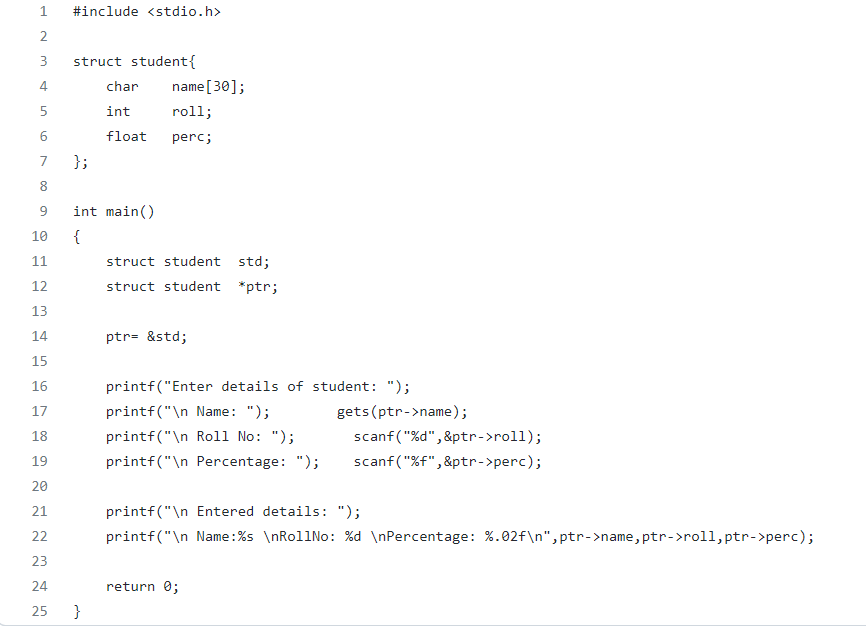 1 #include <stdio.h>
2
3 struct student{
4     char    name[30];
5     int     roll;
6     float   perc;
7 };
8
9 int main()
10 {
11     struct student  std;
12     struct student  *ptr;
13
14     ptr= &std;
15
16     printf("Enter details of student: ");
17     printf("\n Name: ");        gets(ptr->name);
18     printf("\n Roll No: ");       scanf("%d",&ptr->roll);
19     printf("\n Percentage: ");    scanf("%f",&ptr->perc);
20
21     printf("\n Entered details: ");
22     printf("\n Name:%s \nRollNo: %d \nPercentage: %.02f\n",ptr->name,ptr->roll,ptr->perc);
23
24     return 0;
25 }